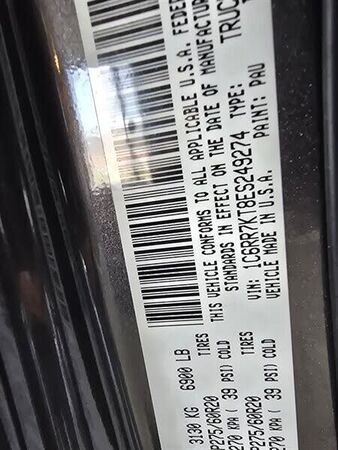 3130 KG 6900 LB
TIRES
P275/60R20
270 KPA ( 39 PSI) COLD
P275/60R20
270 KPA ( 39 PSI) COLD
THIS VEHICLE CONFORMS TO ALL APPLICABLE U.S.A. FEDE
STANDARDS IN EFFECT ON THE DATE OF MANUFACTUR
VIN: 1C6RR7KT8ES249274 TYPE: TRUC
VEHICLE MADE IN U.S.A. PAINT: PAU